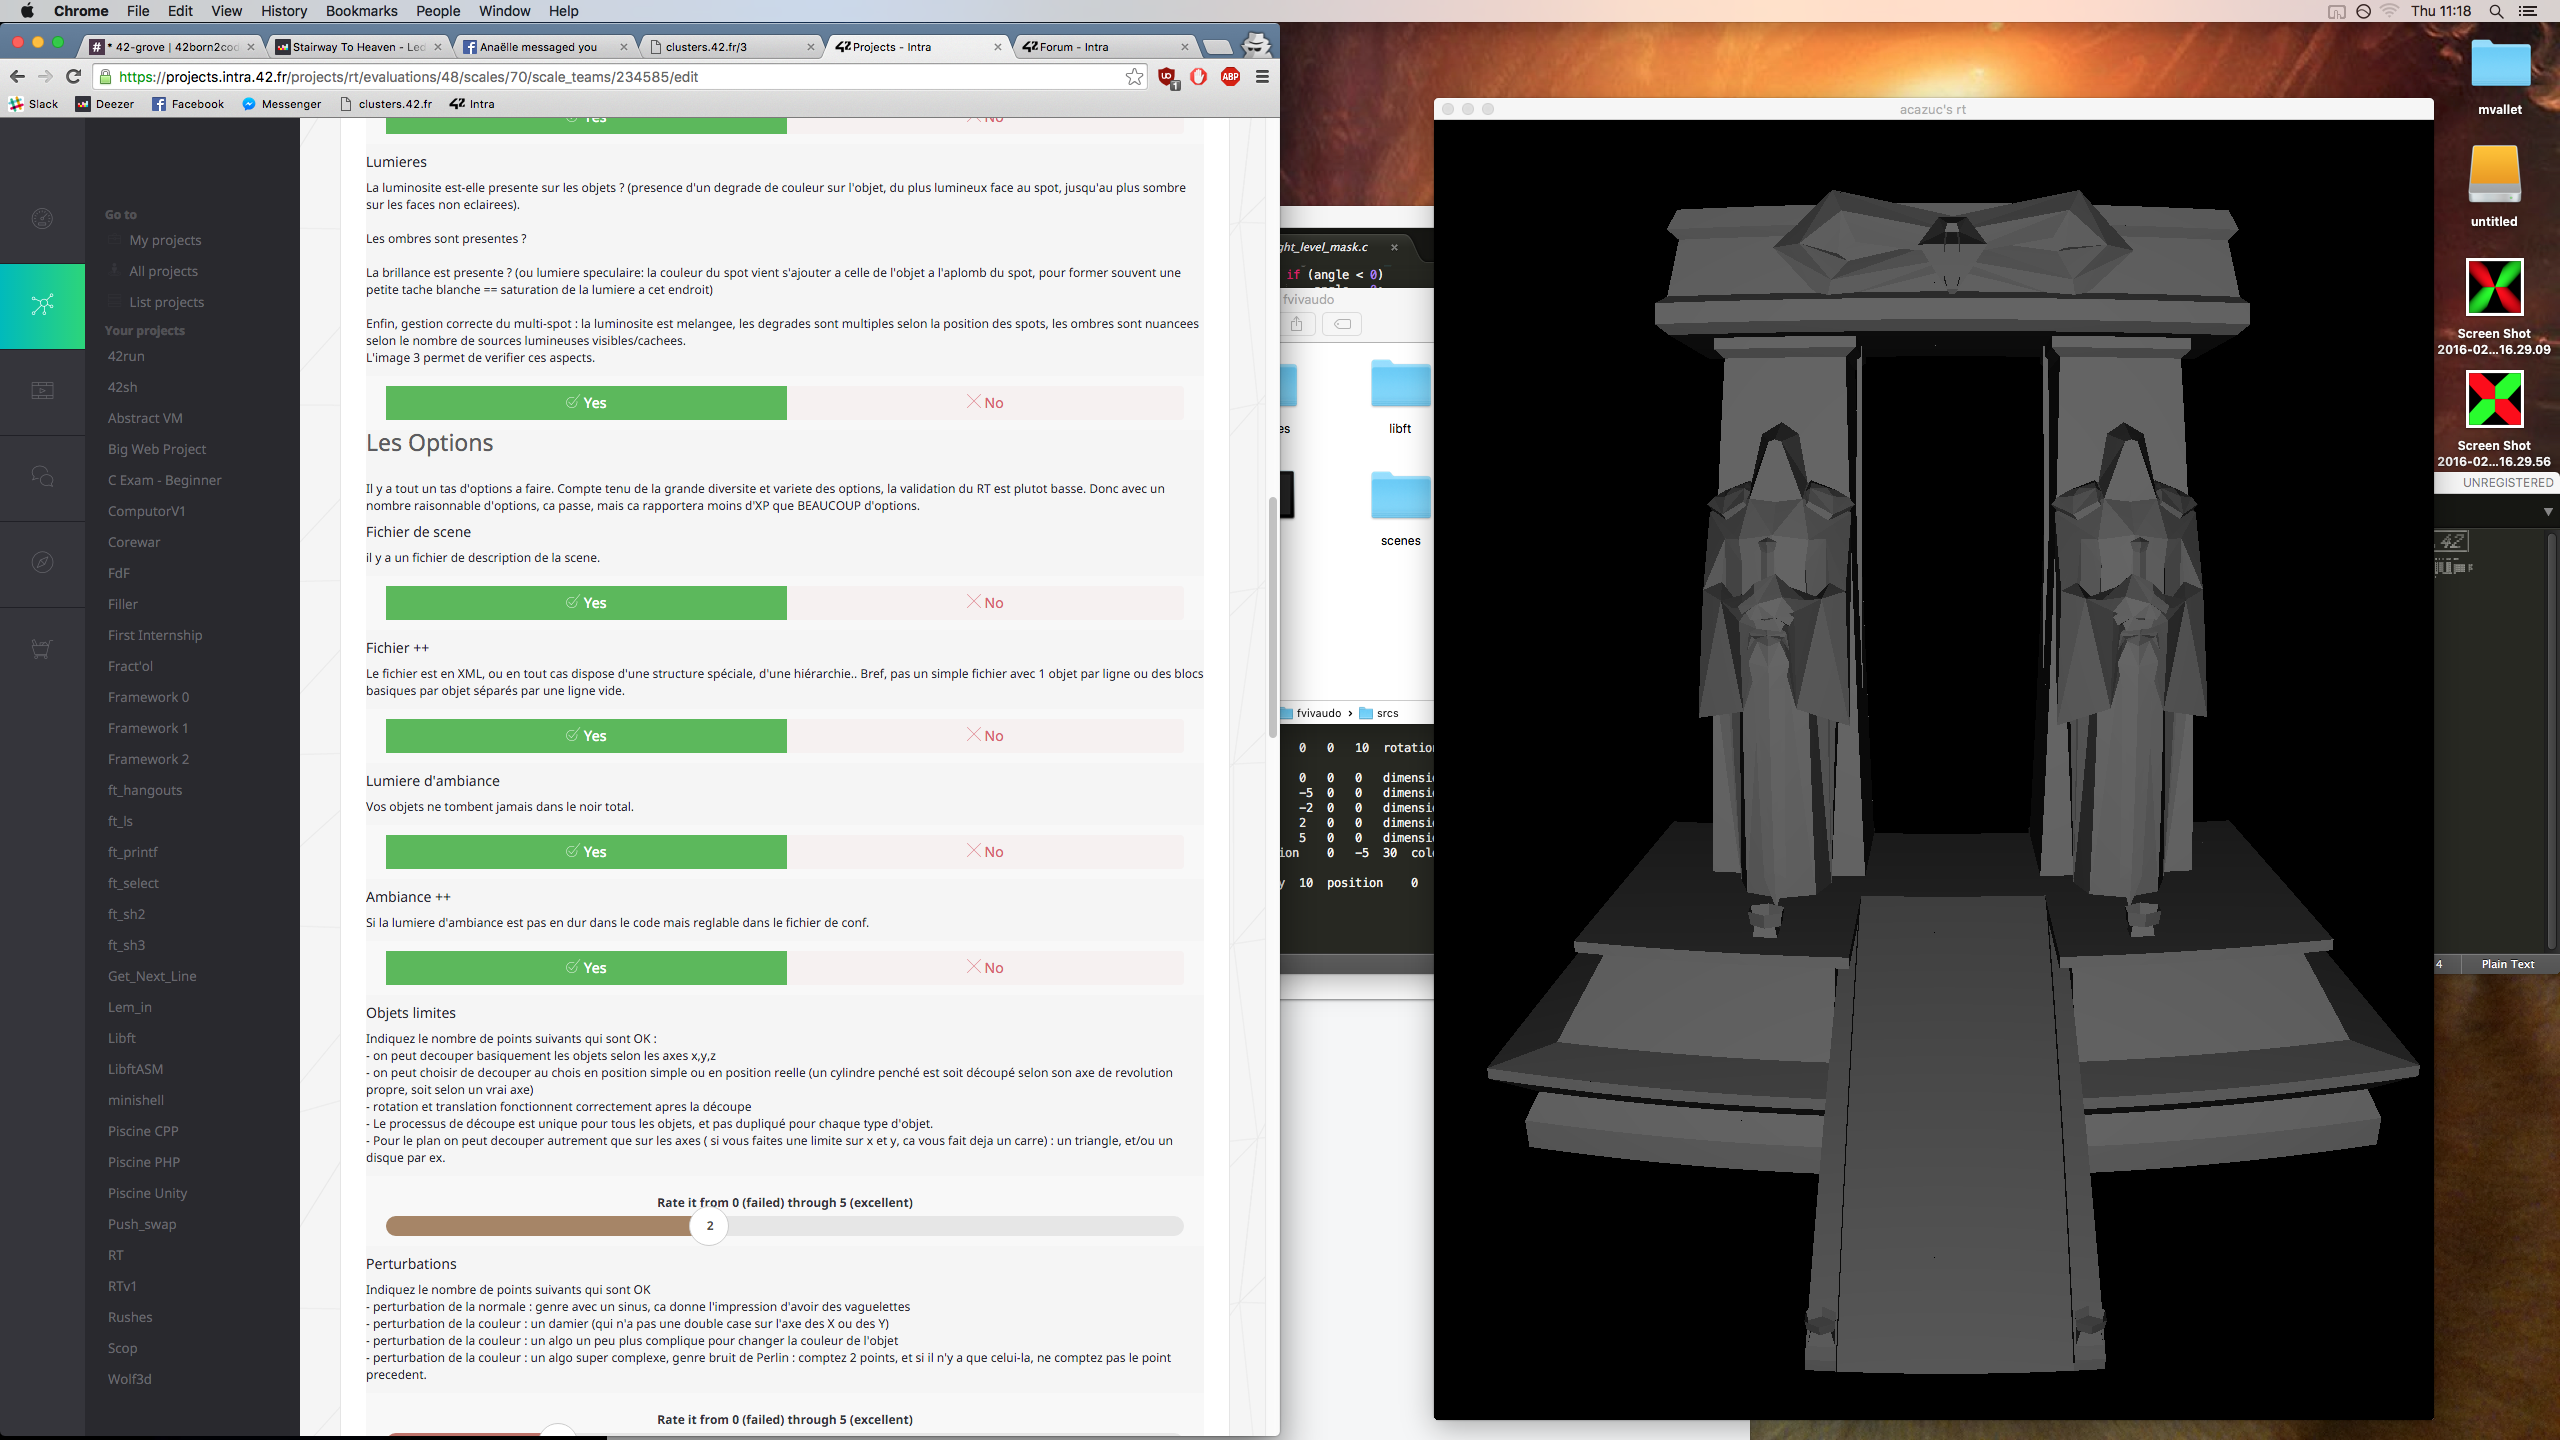 Chrome File Edit View History Bookmarks People Window Help
Thu 11:18
* 42-grove | 42born2cod
Stairway To Heaven - Led
Anaëlle messaged you
clusters.42.fr/3
Projects - Intra
Forum - Intra
https://projects.intra.42.fr/projects/rt/evaluations/48/scales/70/scale_teams/234585/edit
Slack Deezer Facebook Messenger clusters.42.fr Intra
Go to
My projects
All projects
List projects
Your projects
42run
42sh
Abstract VM
Big Web Project
C Exam - Beginner
ComputorV1
Corewar
FdF
Filler
First Internship
Fract'ol
Framework 0
Framework 1
Framework 2
ft_hangouts
ft_ls
ft_printf
ft_select
ft_sh2
ft_sh3
Get_Next_Line
Lem_in
Libft
LibftASM
minishell
Piscine CPP
Piscine PHP
Piscine Unity
Push_swap
RT
RTv1
Rushes
Scop
Wolf3d
Yes No
Lumieres
La luminosite est-elle presente sur les objets ? (presence d'un degrade de couleur sur l'objet, du plus lumineux face au spot, jusqu'au plus sombre
sur les faces non eclairees).
Les ombres sont presentes ?
La brillance est presente ? (ou lumiere speculaire: la couleur du spot vient s'ajouter a celle de l'objet a l'aplomb du spot, pour former souvent une
petite tache blanche == saturation de la lumiere a cet endroit)
Enfin, gestion correcte du multi-spot : la luminosite est melangee, les degrades sont multiples selon la position des spots, les ombres sont nuancees
selon le nombre de sources lumineuses visibles/cachees.
L'image 3 permet de verifier ces aspects.
Yes No
Les Options
Il y a tout un tas d'options a faire. Compte tenu de la grande diversite et variete des options, la validation du RT est plutot basse. Donc avec un
nombre raisonnable d'options, ca passe, mais ca rapportera moins d'XP que BEAUCOUP d'options.
Fichier de scene
il y a un fichier de description de la scene.
Yes No
Fichier ++
Le fichier est en XML, ou en tout cas dispose d'une structure spéciale, d'une hiérarchie.. Bref, pas un simple fichier avec 1 objet par ligne ou des blocs
basiques par objet séparés par une ligne vide.
Yes No
Lumiere d'ambiance
Vos objets ne tombent jamais dans le noir total.
Yes No
Ambiance ++
Si la lumiere d'ambiance est pas en dur dans le code mais reglable dans le fichier de conf.
Yes No
Objets limites
Indiquez le nombre de points suivants qui sont OK :
- on peut decouper basiquement les objets selon les axes x,y,z
- on peut choisir de decouper au chois en position simple ou en position reelle (un cylindre penché est soit découpé selon son axe de revolution
propre, soit selon un vrai axe)
- rotation et translation fonctionnent correctement apres la découpe
- Le processus de découpe est unique pour tous les objets, et pas dupliqué pour chaque type d'objet.
- Pour le plan on peut decouper autrement que sur les axes ( si vous faites une limite sur x et y, ca vous fait deja un carre) : un triangle, et/ou un
disque par ex.
Rate it from 0 (failed) through 5 (excellent)
2
Perturbations
Indiquez le nombre de points suivants qui sont OK
- perturbation de la normale : genre avec un sinus, ca donne l'impression d'avoir des vaguelettes
- perturbation de la couleur : un damier (qui n'a pas une double case sur l'axe des X ou des Y)
- perturbation de la couleur : un algo un peu plus complique pour changer la couleur de l'objet
- perturbation de la couleur : un algo super complexe, genre bruit de Perlin : comptez 2 points, et si il n'y a que celui-la, ne comptez pas le point
precedent.
Rate it from 0 (failed) through 5 (excellent)
ght_level_mask.c
if (angle < 0)
fvivaudo
es
libft
scenes
fvivaudo › srcs
0 0 10 rotation
0 0 0 dimensi
-5 0 0 dimensi
-2 0 0 dimensi
2 0 0 dimensi
5 0 0 dimensi
ion 0 -5 30 colo
y 10 position 0
acazuc's rt
mvallet
untitled
Screen Shot
2016-02...16.29.09
Screen Shot
2016-02...16.29.56
UNREGISTERED
42
4 Plain Text